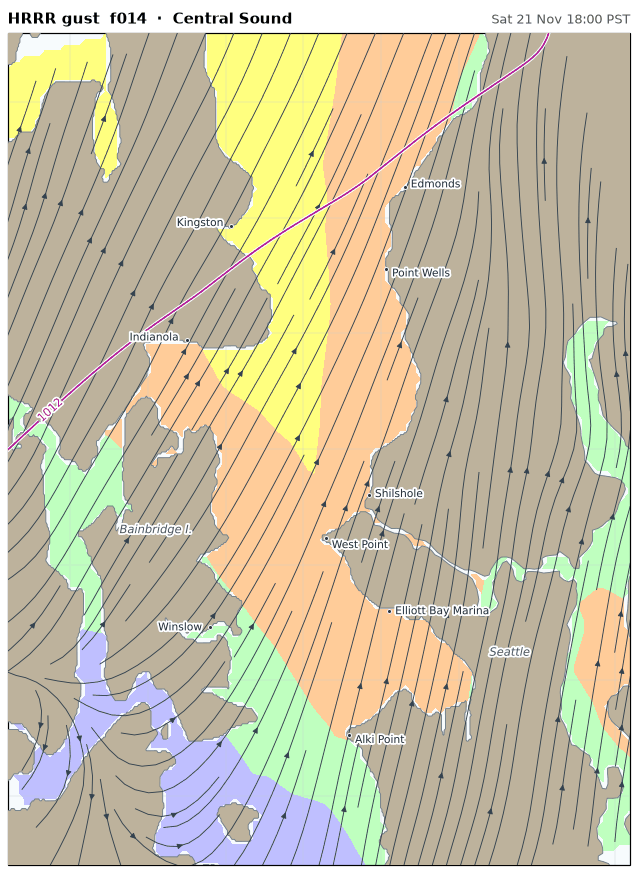 HRRR gust f014 · Central Sound
Sat 21 Nov 18:00 PST
Edmonds
Kingston
Point Wells
Indianola
1012
Shilshole
Bainbridge I.
West Point
Elliott Bay Marina
Winslow
Seattle
Alki Point